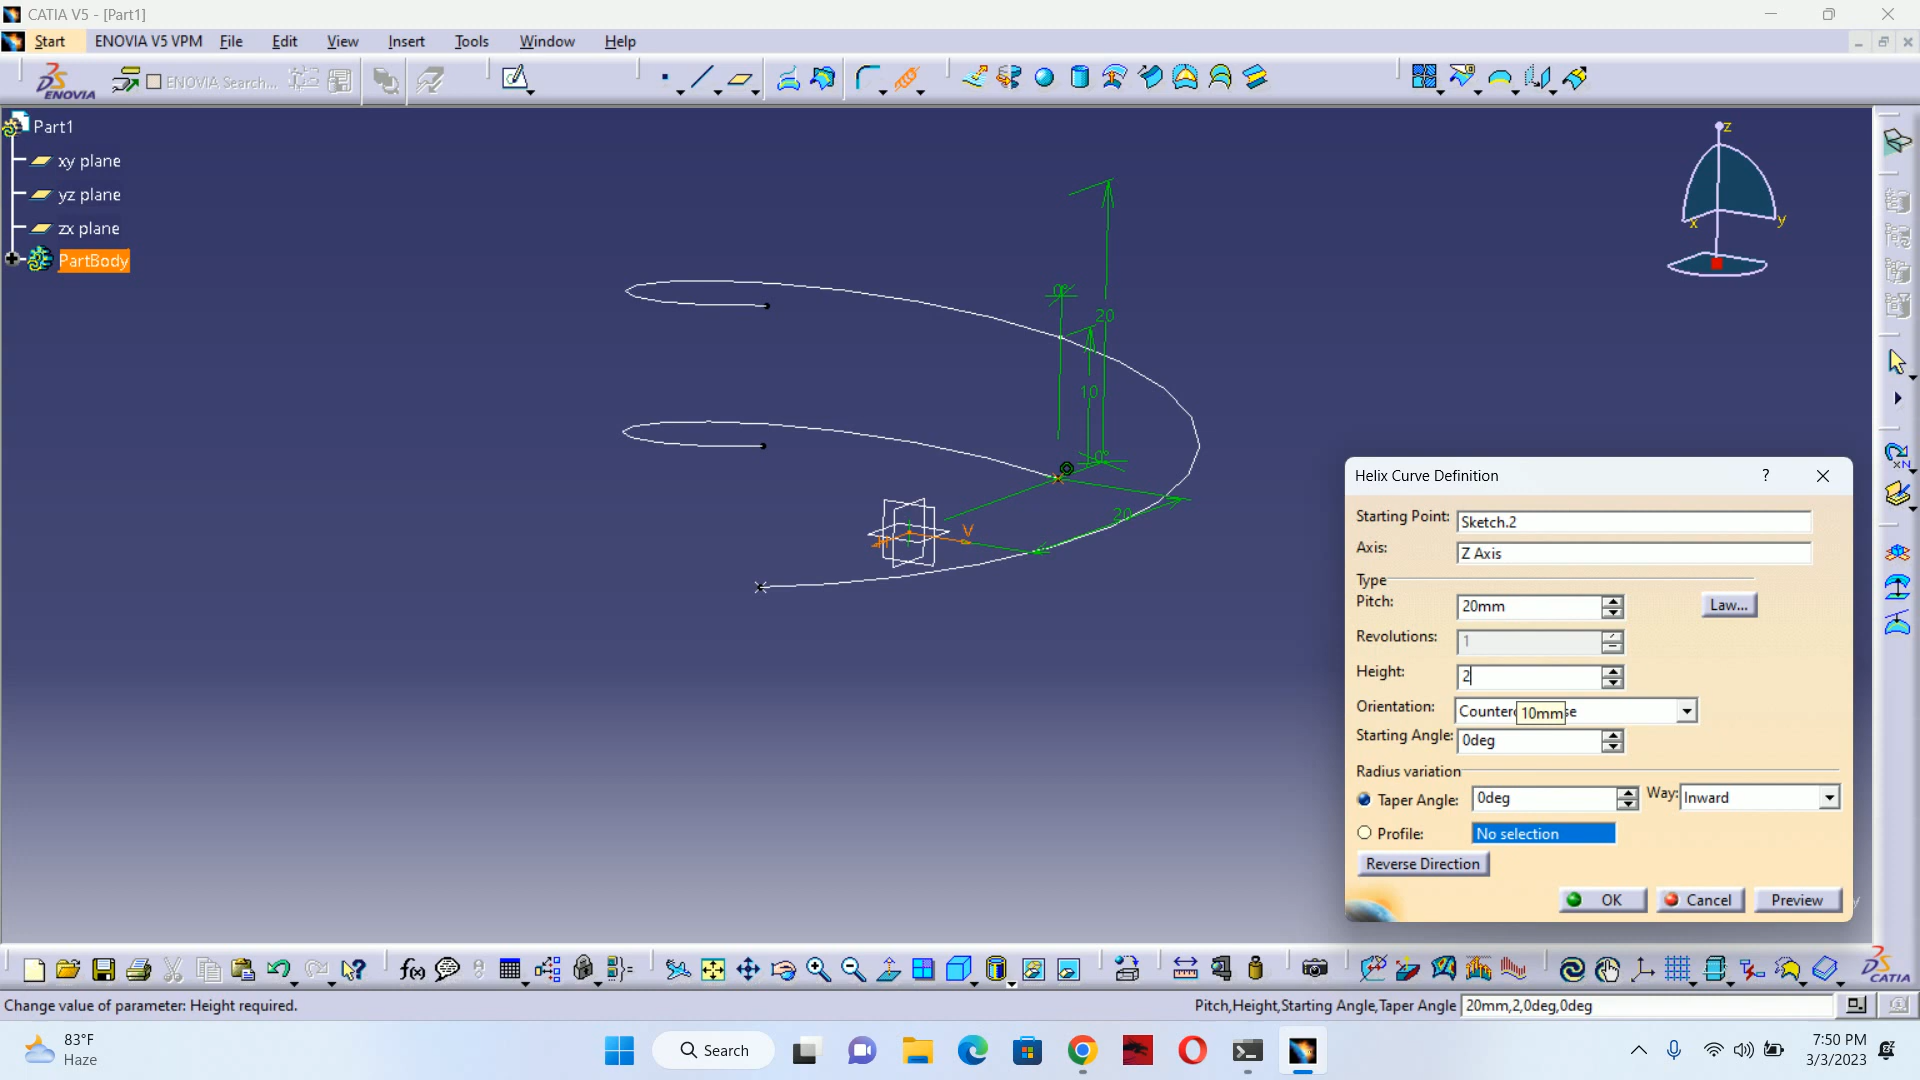 CATIA V5 - [Part1]
Start ENOVIA V5 VPM File Edit View Insert Tools Window Help
ENOVIA
ENOVIA Search...
Part1
xy plane
yz plane
zx plane
PartBody
z
x
y
0°
20
10
0°
20
H
V
Helix Curve Definition ?
Starting Point: Sketch.2
Axis: Z Axis
Type
Pitch: 20mm Law...
Revolutions: 1
Height: 2
Orientation: Counter 10mm se
Starting Angle: 0deg
Radius variation
Taper Angle: 0deg Way: Inward
Profile: No selection
Reverse Direction
OK Cancel Preview
f(x)
CATIA
Change value of parameter: Height required.
Pitch,Height,Starting Angle,Taper Angle 20mm,2,0deg,0deg
83°F
Haze
Search
7:50 PM
3/3/2023